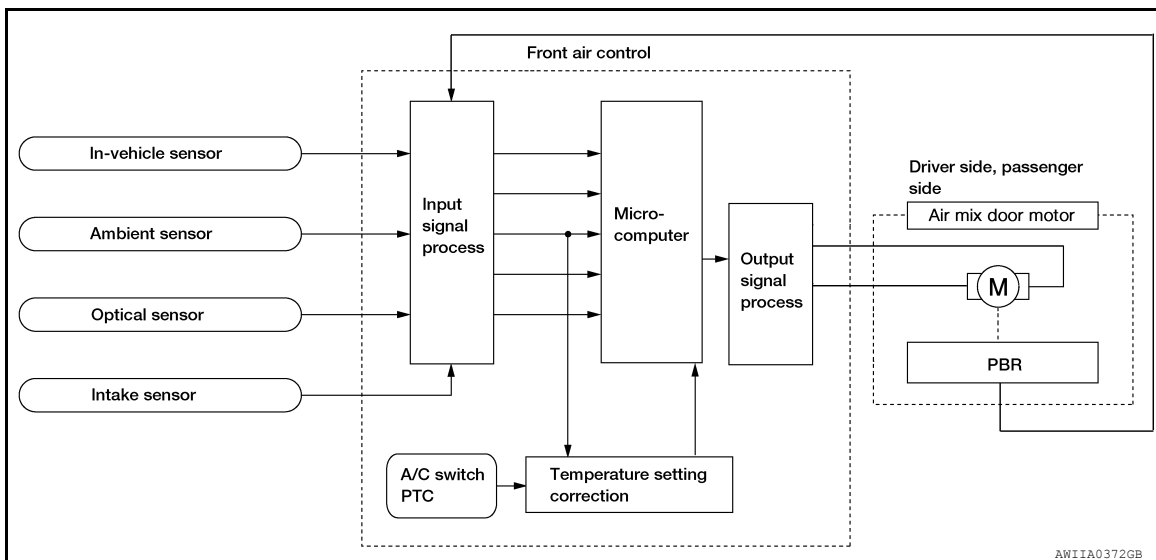 Front air control
In-vehicle sensor
Ambient sensor
Optical sensor
Intake sensor
Input
signal
process
Micro-
computer
Output
signal
process
Driver side, passenger
side
Air mix door motor
M
PBR
A/C switch
PTC
Temperature setting
correction
AWIIA0372GB